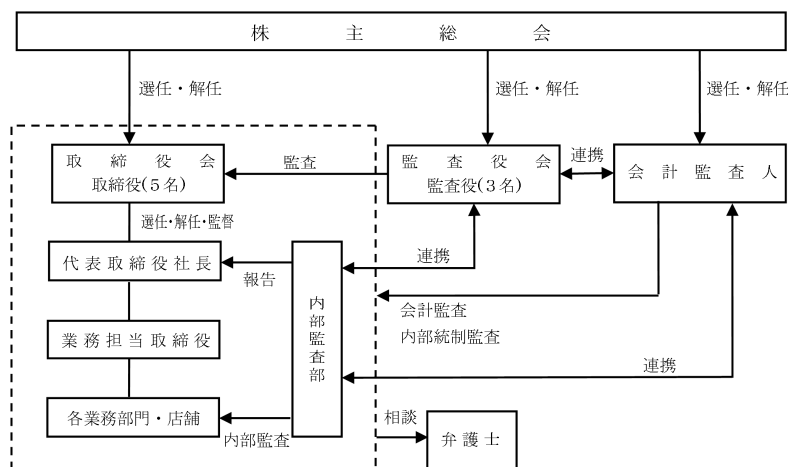 株主総会
選任・解任
選任・解任
選任・解任
取締役会
取締役(５名)
監査
監査役会
監査役(３名)
連携
会計監査人
選任・解任・監督
代表取締役社長
報告
内部監査部
連携
会計監査
内部統制監査
業務担当取締役
連携
各業務部門・店舗
内部監査
相談
弁護士